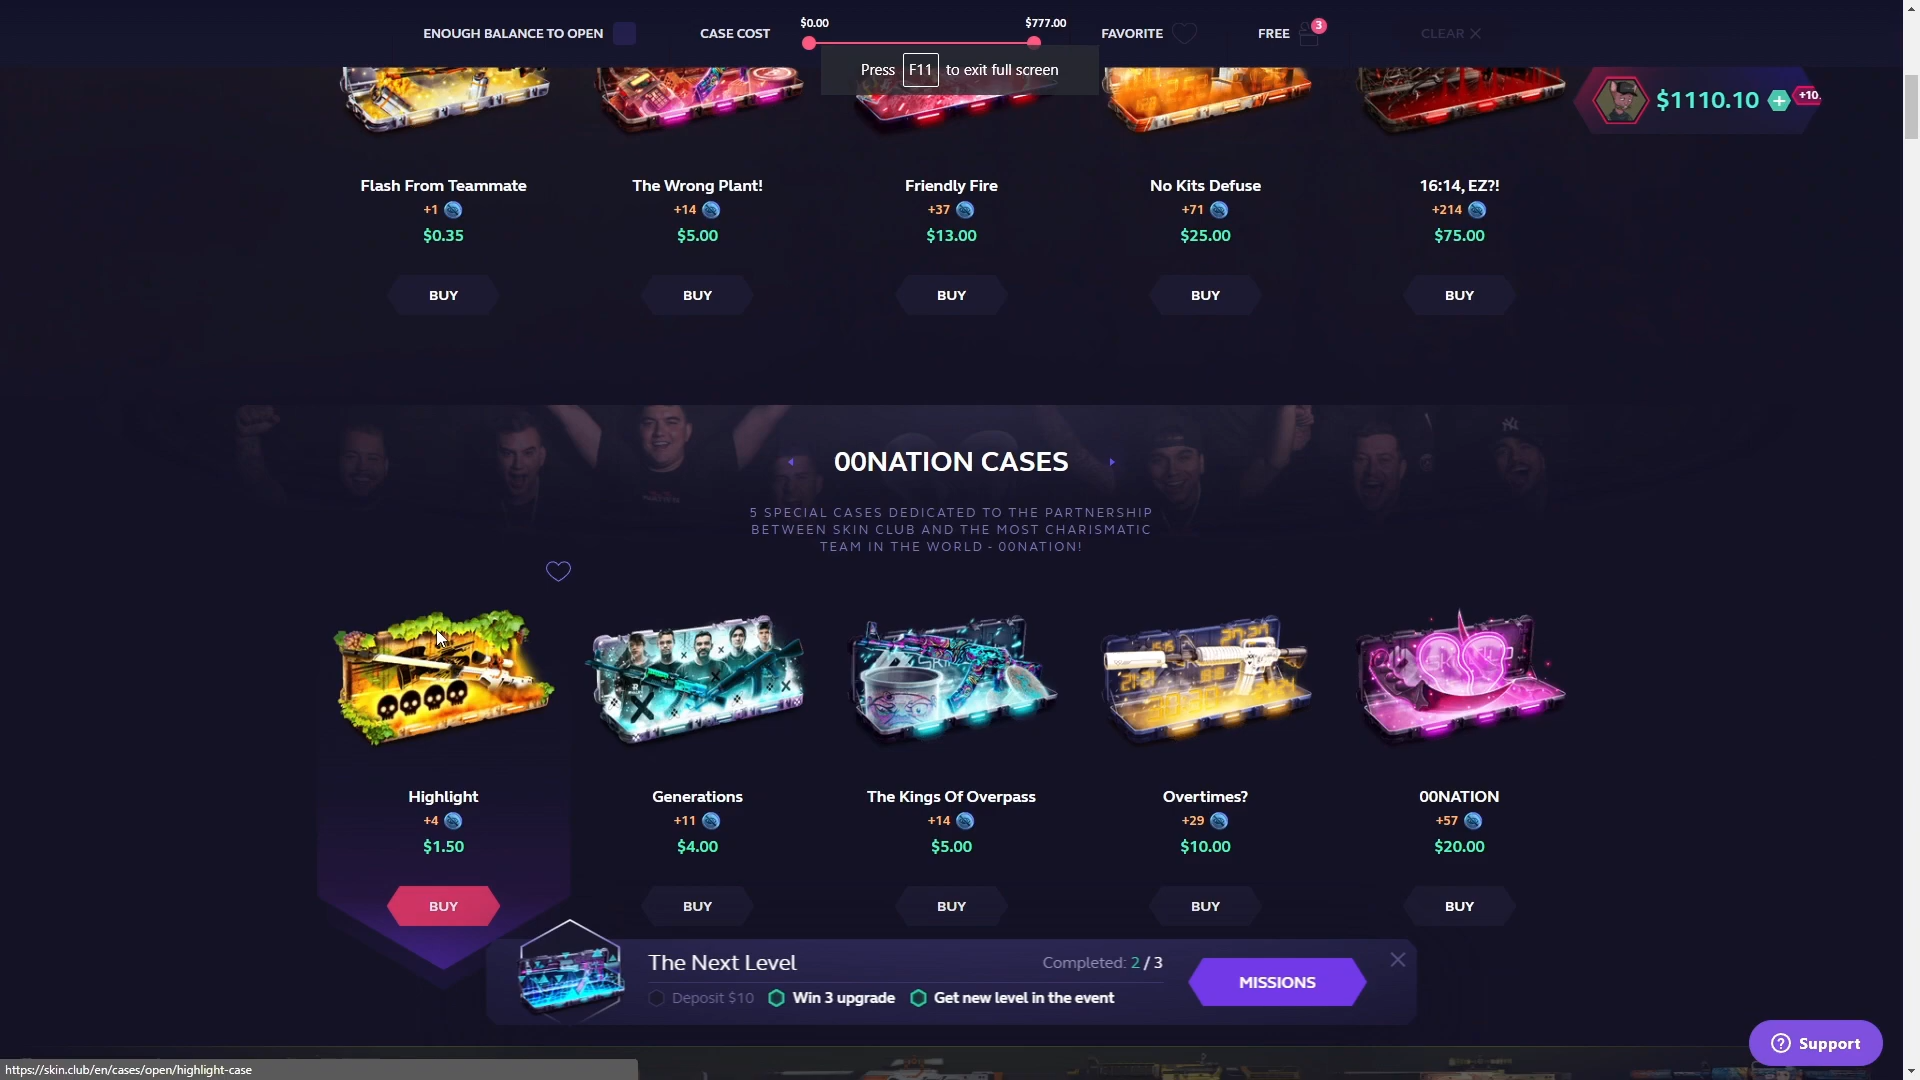 ENOUGH BALANCE TO OPEN
CASE COST
$0.00
$777.00
FAVORITE
FREE
3
CLEAR
Press F11 to exit full screen
$1110.10
+10.
Flash From Teammate
+1
$0.35
BUY
The Wrong Plant!
+14
$5.00
BUY
Friendly Fire
+37
$13.00
BUY
No Kits Defuse
+71
$25.00
BUY
16:14, EZ?!
+214
$75.00
BUY
00NATION CASES
5 SPECIAL CASES DEDICATED TO THE PARTNERSHIP
BETWEEN SKIN CLUB AND THE MOST CHARISMATIC
TEAM IN THE WORLD - 00NATION!
Highlight
+4
$1.50
BUY
Generations
+11
$4.00
BUY
The Kings Of Overpass
+14
$5.00
BUY
Overtimes?
+29
$10.00
BUY
00NATION
+57
$20.00
BUY
The Next Level
Completed: 2 / 3
Deposit $10
Win 3 upgrade
Get new level in the event
MISSIONS
Support
https://skin.club/en/cases/open/highlight-case